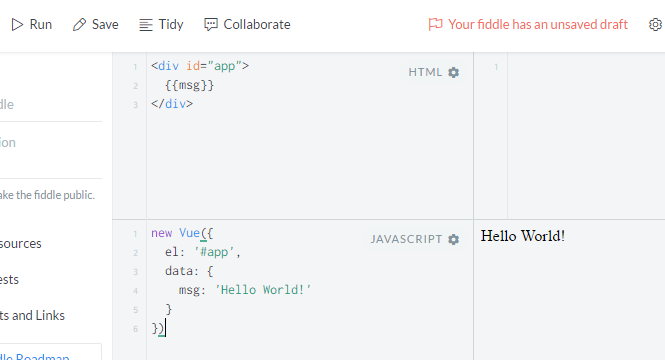 Run Save Tidy Collaborate Your fiddle has an unsaved draft
1 <div id="app">
2 {{msg}}
3 </div>
HTML
1
dle
ion
ake the fiddle public.
sources
ests
ts and Links
dle Roadmap
1 new Vue({
2 el: '#app',
3 data: {
4 msg: 'Hello World!'
5 }
6 })
JAVASCRIPT
Hello World!